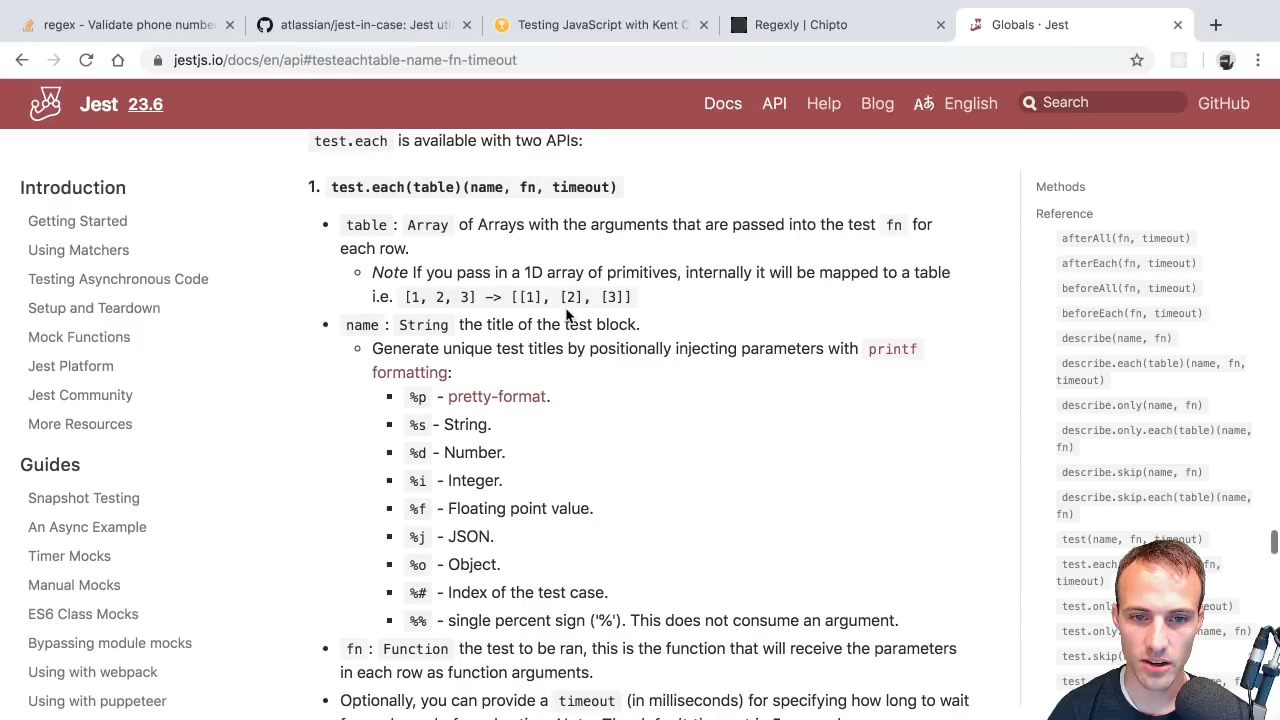 regex - Validate phone number
atlassian/jest-in-case: Jest uti
Testing JavaScript with Kent C
Regexly | Chipto
Globals · Jest
jestjs.io/docs/en/api#testeachtable-name-fn-timeout
Jest 23.6
Docs API Help Blog English Search GitHub
test.each is available with two APIs:
1. test.each(table)(name, fn, timeout)
• table : Array of Arrays with the arguments that are passed into the test fn for
each row.
Note If you pass in a 1D array of primitives, internally it will be mapped to a table
i.e. [1, 2, 3] -> [[1], [2], [3]]
• name : String the title of the test block.
Generate unique test titles by positionally injecting parameters with printf
formatting:
%p - pretty-format.
%s - String.
%d - Number.
%i - Integer.
%f - Floating point value.
%j - JSON.
%o - Object.
%# - Index of the test case.
%% - single percent sign ('%'). This does not consume an argument.
• fn : Function the test to be ran, this is the function that will receive the parameters
in each row as function arguments.
• Optionally, you can provide a timeout (in milliseconds) for specifying how long to wait
Introduction
Getting Started
Using Matchers
Testing Asynchronous Code
Setup and Teardown
Mock Functions
Jest Platform
Jest Community
More Resources
Guides
Snapshot Testing
An Async Example
Timer Mocks
Manual Mocks
ES6 Class Mocks
Bypassing module mocks
Using with webpack
Using with puppeteer
Methods
Reference
afterAll(fn, timeout)
afterEach(fn, timeout)
beforeAll(fn, timeout)
beforeEach(fn, timeout)
describe(name, fn)
describe.each(table)(name, fn,
timeout)
describe.only(name, fn)
describe.only.each(table)(name,
fn)
describe.skip(name, fn)
describe.skip.each(table)(name,
fn)
test(name, fn, timeout)
test.each fn,
timeout)
test.onl eout)
test.only name, fn)
test.skip
test.